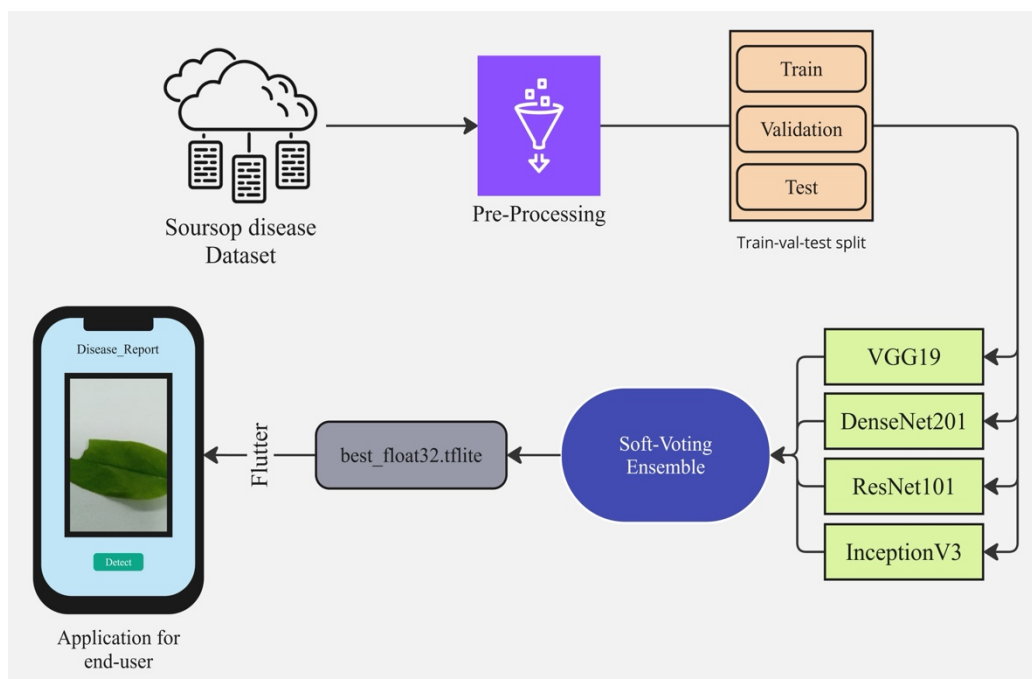 Soursop disease
Dataset
Pre-Processing
Train
Validation
Test
Train-val-test split
VGG19
DenseNet201
ResNet101
InceptionV3
Soft-Voting
Ensemble
best_float32.tflite
Flutter
Disease_Report
Detect
Application for
end-user